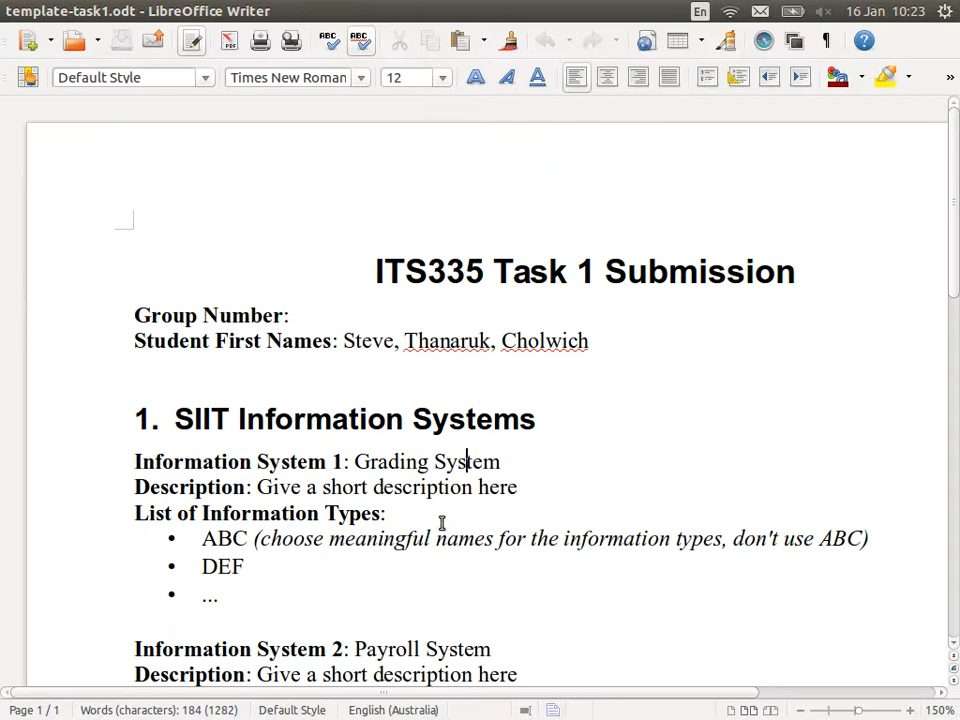 template-task1.odt - LibreOffice Writer
En
16 Jan 10:23
Default Style
Times New Roman
12
»
ITS335 Task 1 Submission
Group Number:
Student First Names: Steve, Thanaruk, Cholwich
1. SIIT Information Systems
Information System 1: Grading System
Description: Give a short description here
List of Information Types:
• ABC (choose meaningful names for the information types, don't use ABC)
• DEF
• ...
Information System 2: Payroll System
Description: Give a short description here
Page 1 / 1
Words (characters): 184 (1282)
Default Style
English (Australia)
150%